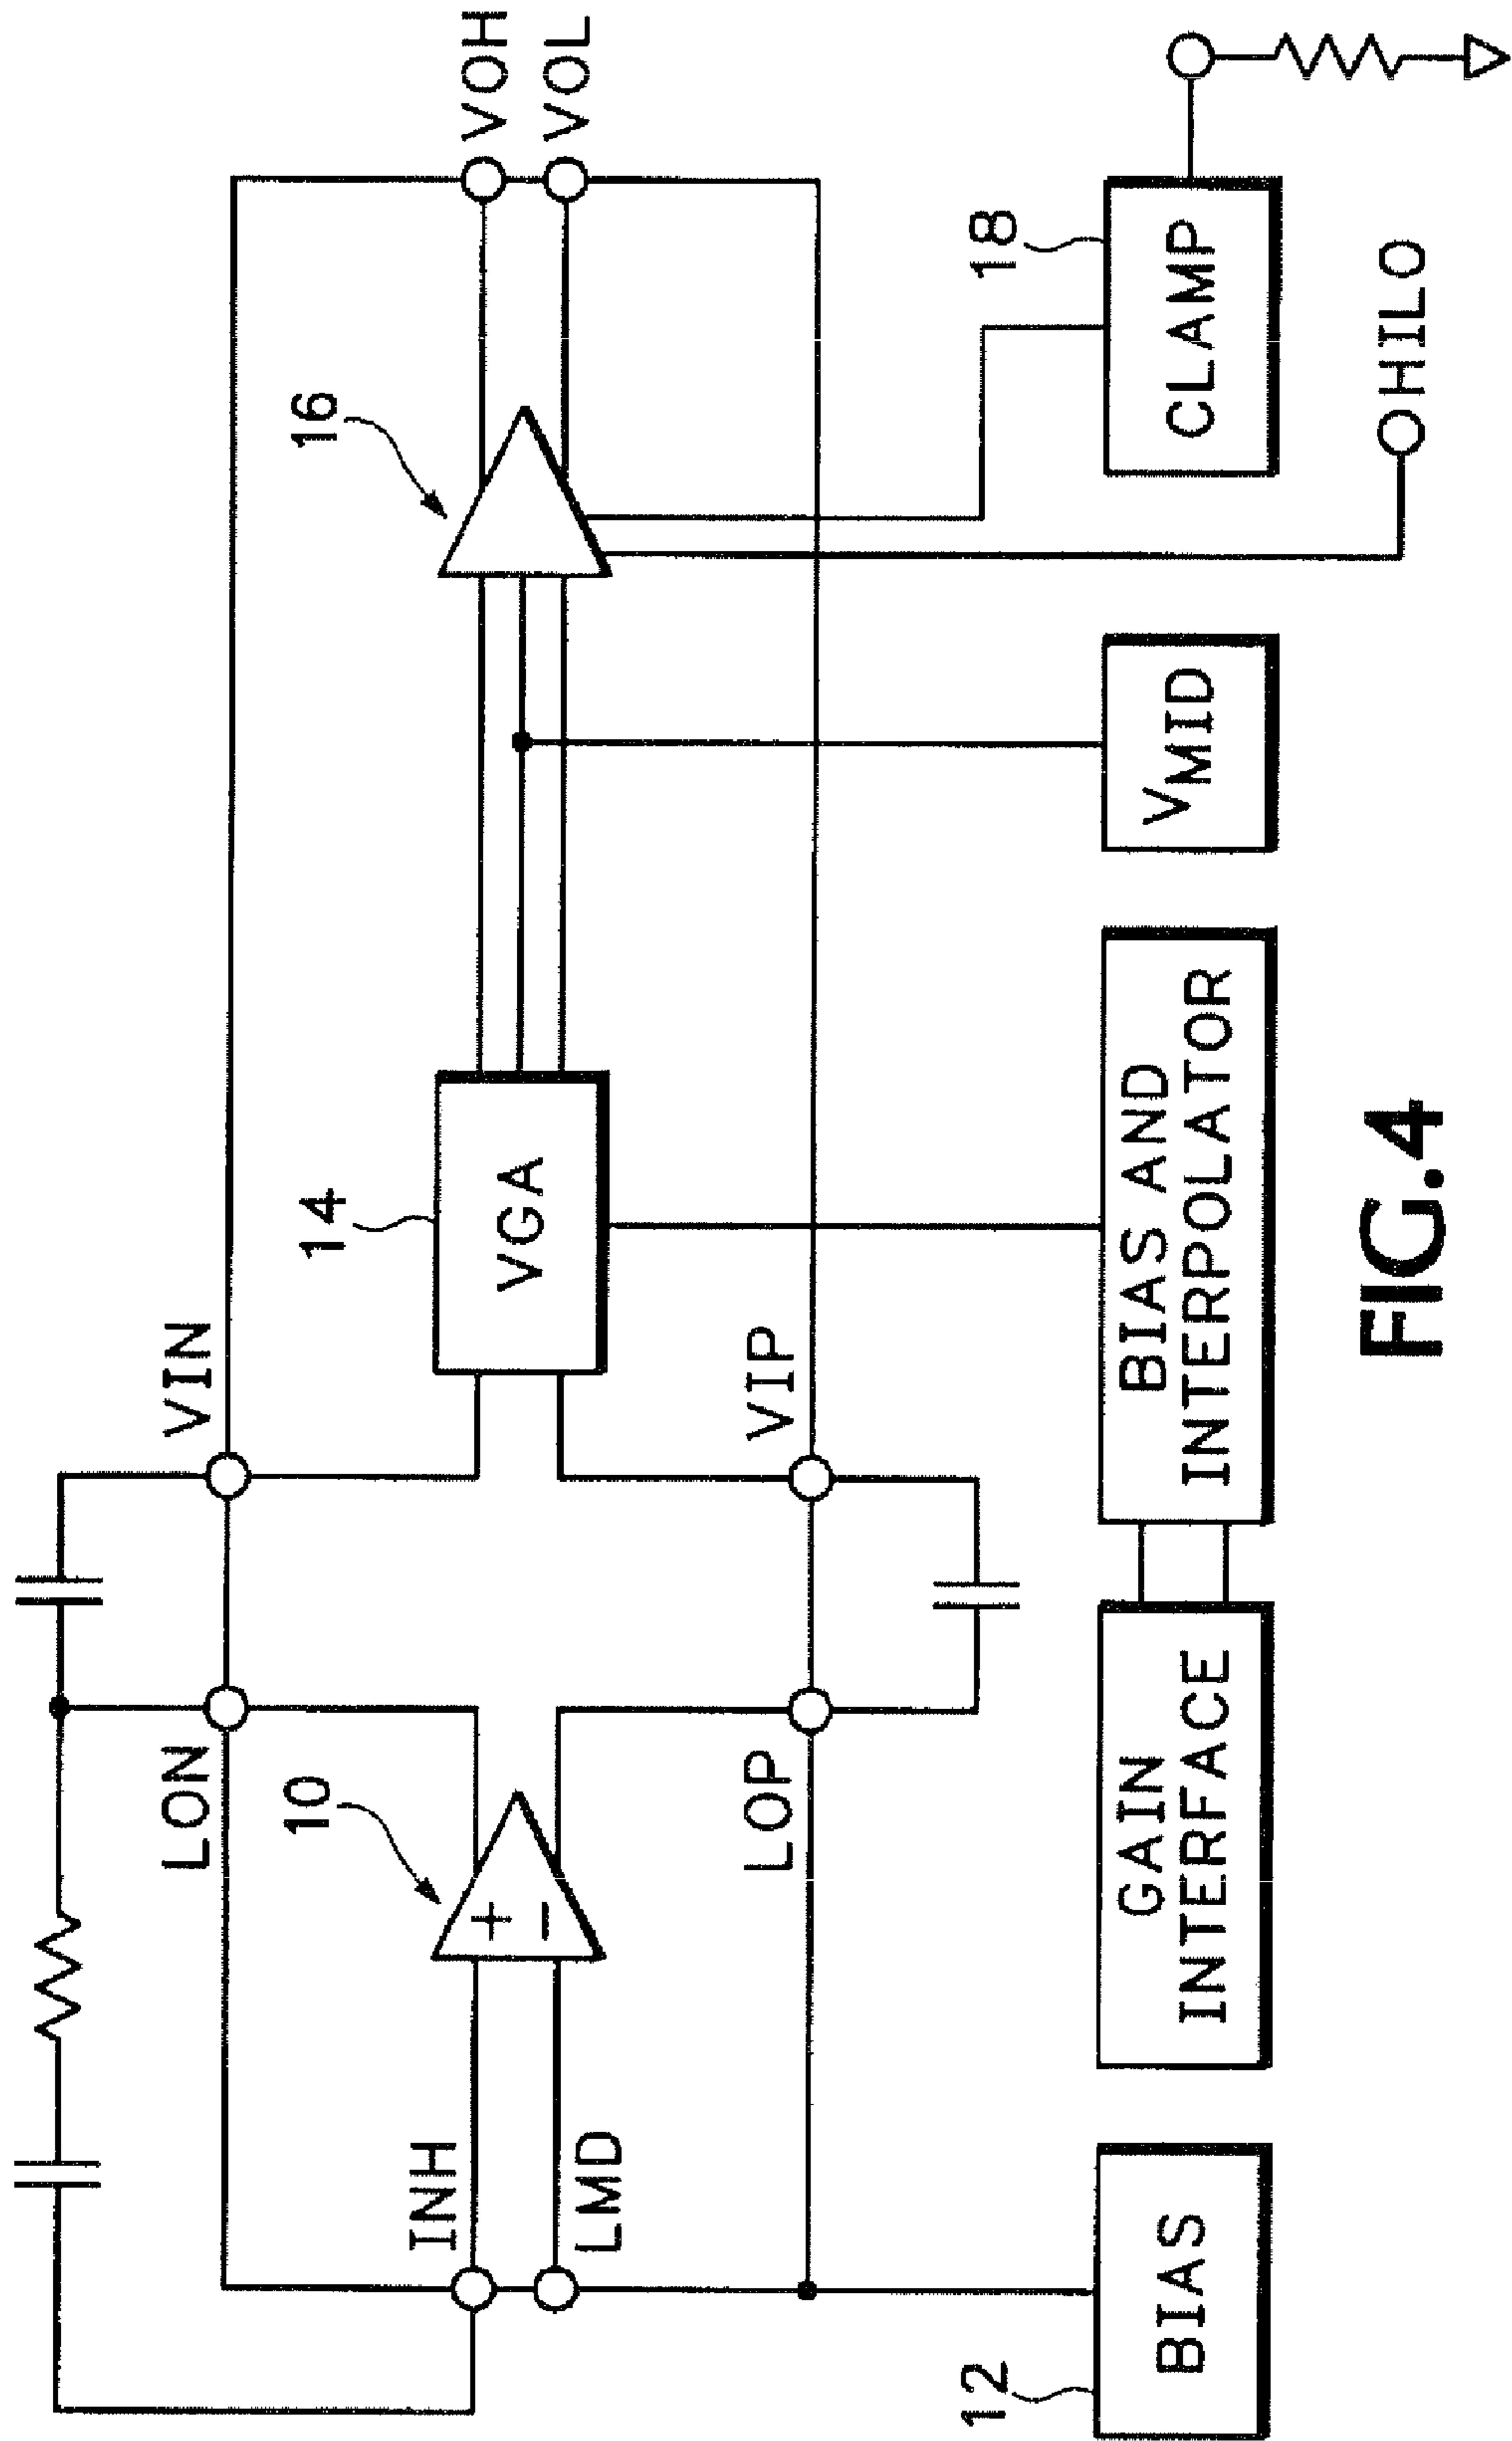 VIN
LON
14
16
10
VGA
VOH
VOL
INH
+
−
LMD
LOP
VIP
12
18
BIAS
GAIN
INTERFACE
BIAS AND
INTERPOLATOR
VMID
CLAMP
HILO
FIG.4